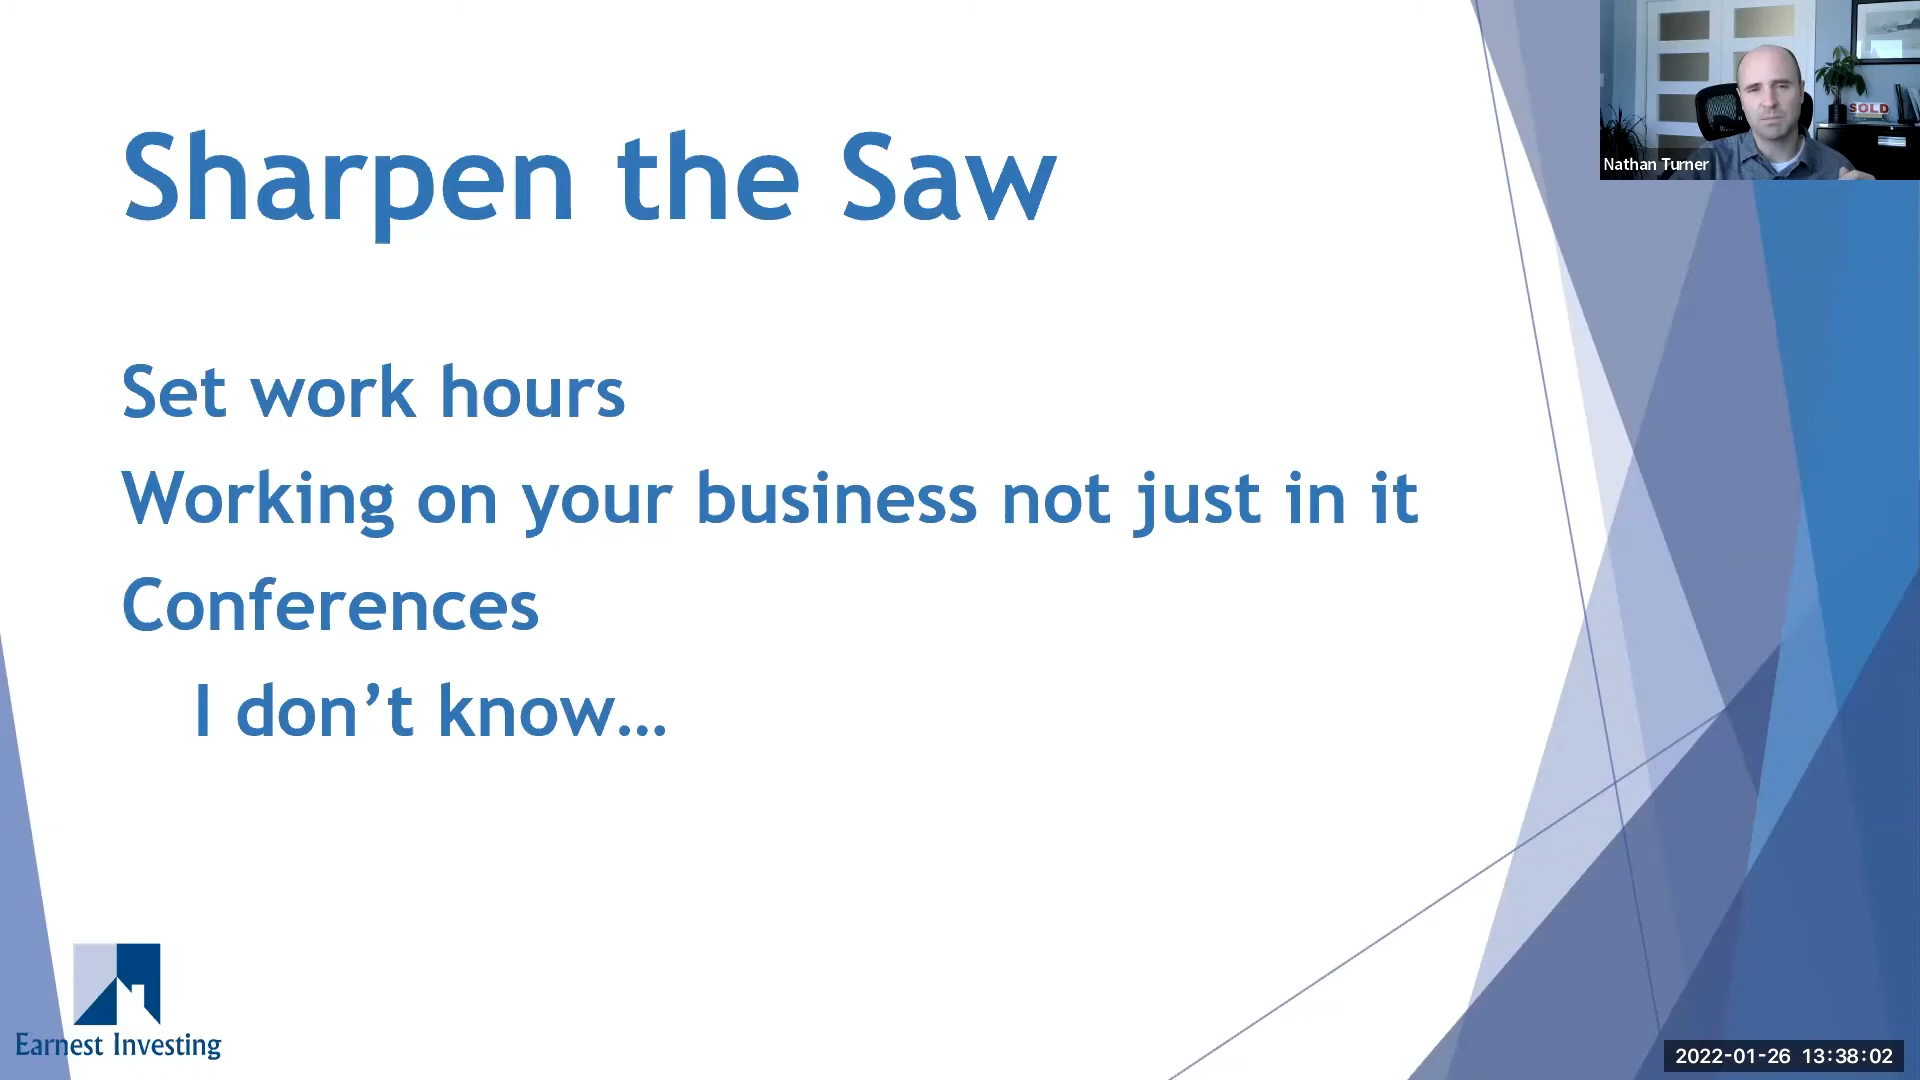 Sharpen the Saw
SOLD
Nathan Turner
Set work hours
Working on your business not just in it
Conferences
I don’t know…
Earnest Investing
2022-01-26 13:38:02